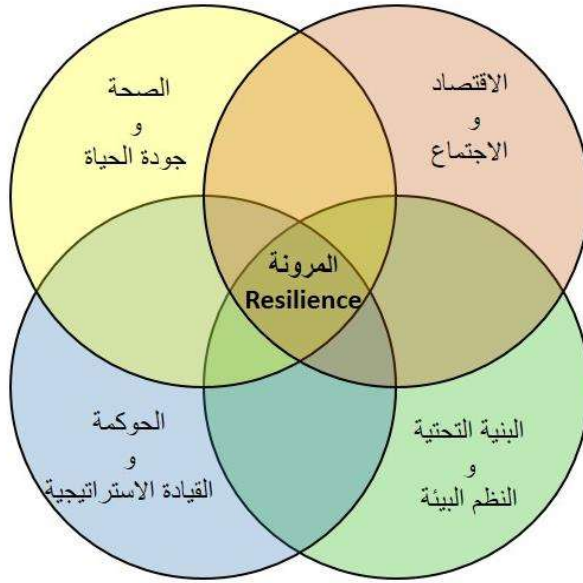 الاقتصاد
و
الاجتماع
الصحة
و
جودة الحياة
المرونة
Resilience
البنية التحتية
و
النظم البيئة
الحوكمة
و
القيادة الاستراتيجية